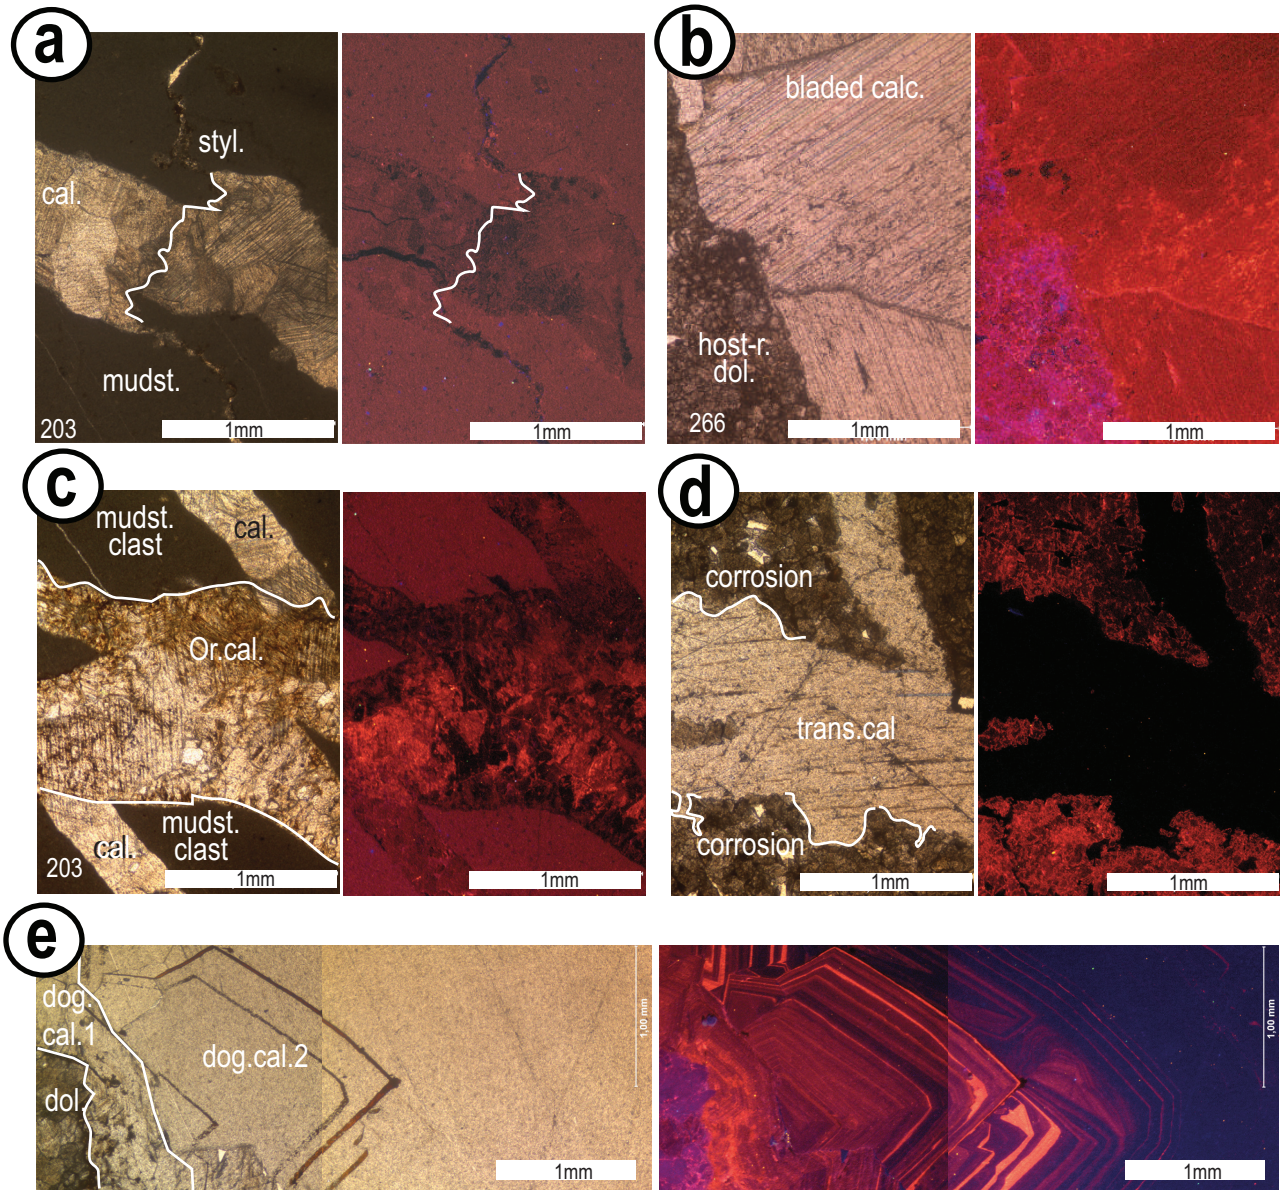 a
styl.
cal.
mudst.
203
1mm
1mm
b
bladed calc.
host-r.
dol.
266
1mm
1mm
c
mudst.
clast
cal.
Or.cal.
mudst.
clast
cal.
203
1mm
1mm
d
corrosion
trans.cal
corrosion
1mm
1mm
e
dog.
cal.1
dog.cal.2
dol.
1,00 mm
1mm
1,00 mm
1mm